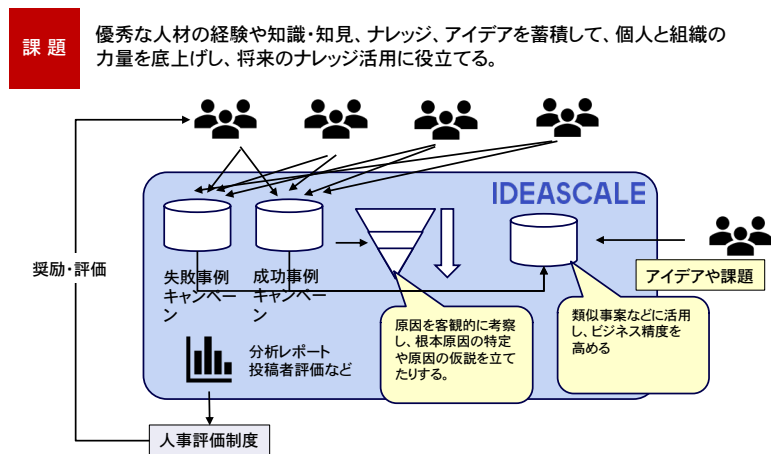 課 題
優秀な人材の経験や知識・知見、ナレッジ、アイデアを蓄積して、個人と組織の
力量を底上げし、将来のナレッジ活用に役立てる。
IDEASCALE
奨励・評価
失敗事例
キャンペー
ン
成功事例
キャンペー
ン
アイデアや課題
原因を客観的に考察
し、根本原因の特定
や原因の仮説を立て
たりする。
類似事案などに活用
し、ビジネス精度を
高める
分析レポート
投稿者評価など
人事評価制度